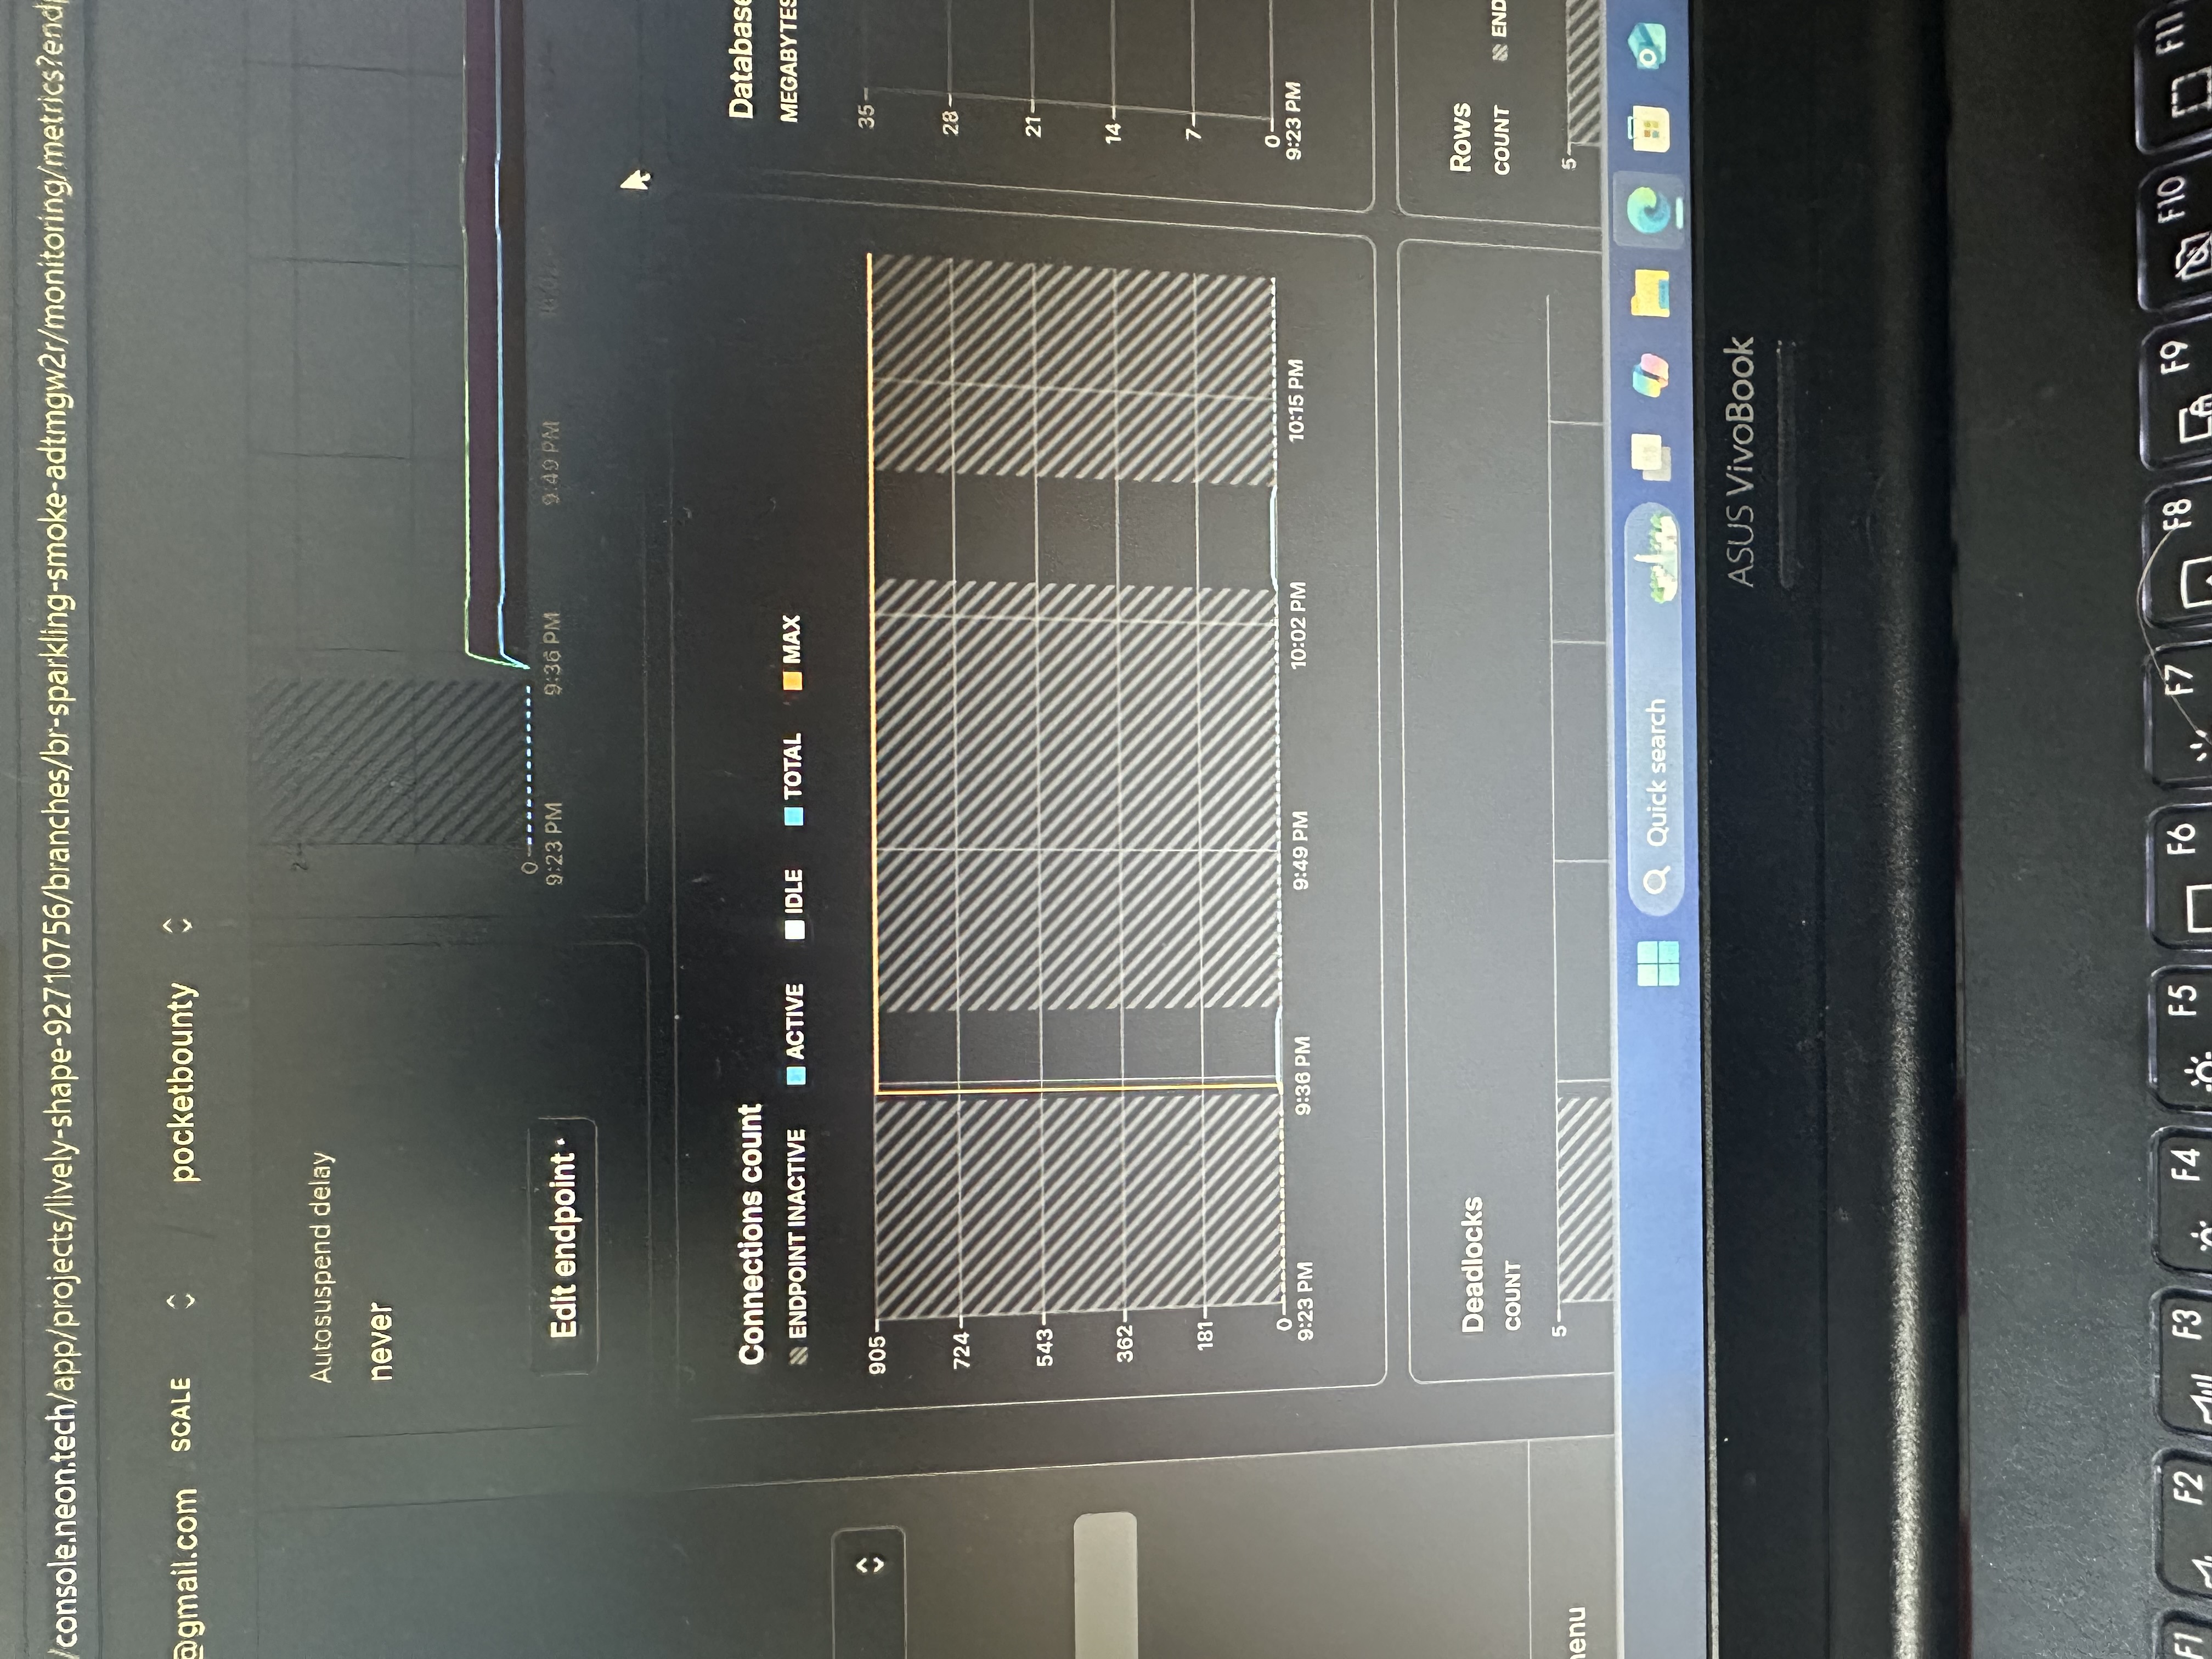 /console.neon.tech/app/projects/lively-shape-92710756/branches/br-sparkling-smoke-adtmgw2r/monitoring/metrics?end
@gmail.com SCALE pocketbounty
Autosuspend delay
never
Edit endpoint
2
0
9:23 PM 9:36 PM 9:49 PM
Connections count
ENDPOINT INACTIVE ACTIVE IDLE TOTAL MAX
905
724
543
362
181
0
9:23 PM 9:36 PM 9:49 PM 10:02 PM 10:15 PM
Database
MEGABYTES
35
28
21
14
7
0
9:23 PM
Deadlocks
COUNT
5
Rows
COUNT END
5
enu
Quick search
ASUS VivoBook
F1 F2 F3 F4 F5 F6 F7 F8 F9 F10 F11